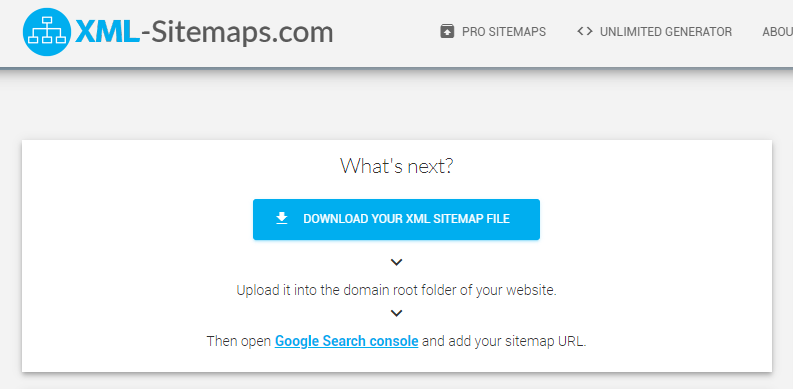 XML-Sitemaps.com
PRO SITEMAPS
UNLIMITED GENERATOR
ABOU
What's next?
DOWNLOAD YOUR XML SITEMAP FILE
Upload it into the domain root folder of your website.
Then open Google Search console and add your sitemap URL.